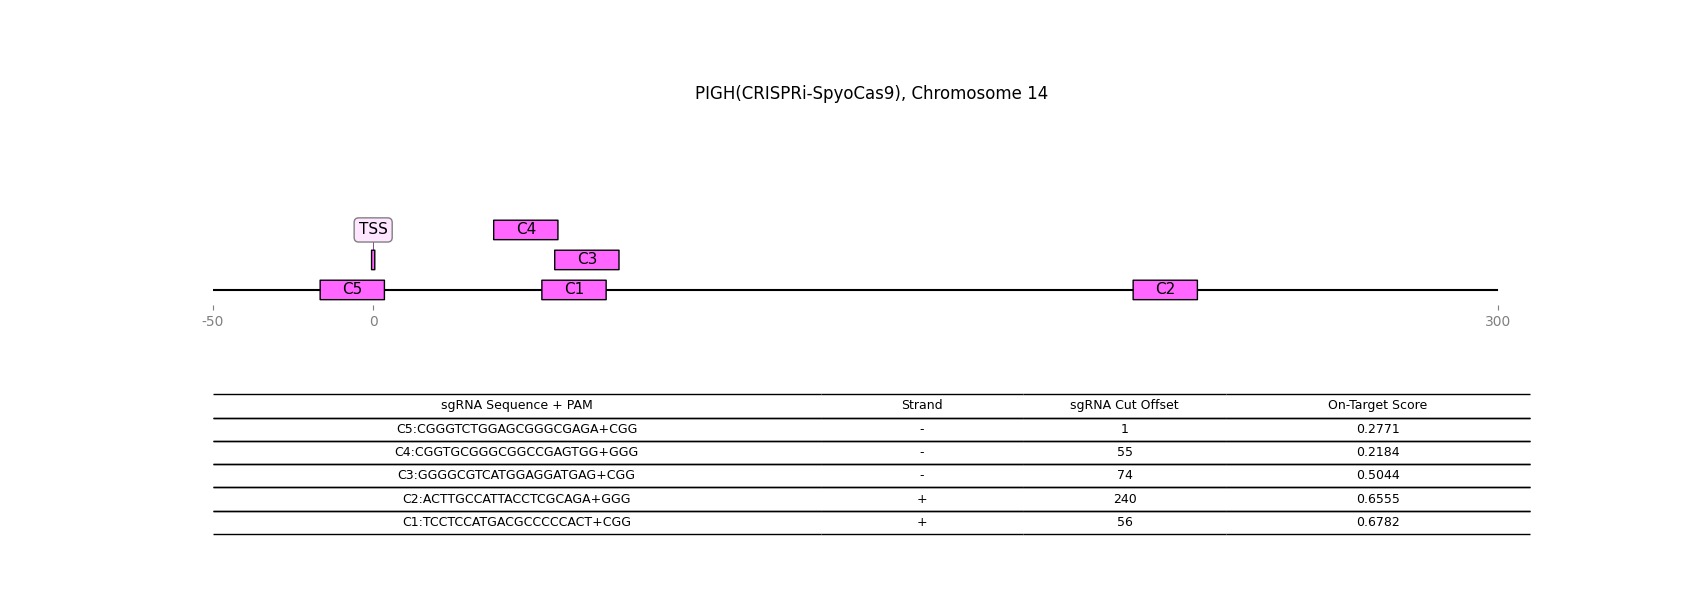 PIGH(CRISPRi-SpyoCas9), Chromosome 14
TSS
C4
C3
C5
C1
C2
-50
0
300
sgRNA Sequence + PAM Strand sgRNA Cut Offset On-Target Score
C5:CGGGTCTGGAGCGGGCGAGA+CGG - 1 0.2771
C4:CGGTGCGGGCGGCCGAGTGG+GGG - 55 0.2184
C3:GGGGCGTCATGGAGGATGAG+CGG - 74 0.5044
C2:ACTTGCCATTACCTCGCAGA+GGG + 240 0.6555
C1:TCCTCCATGACGCCCCCACT+CGG + 56 0.6782